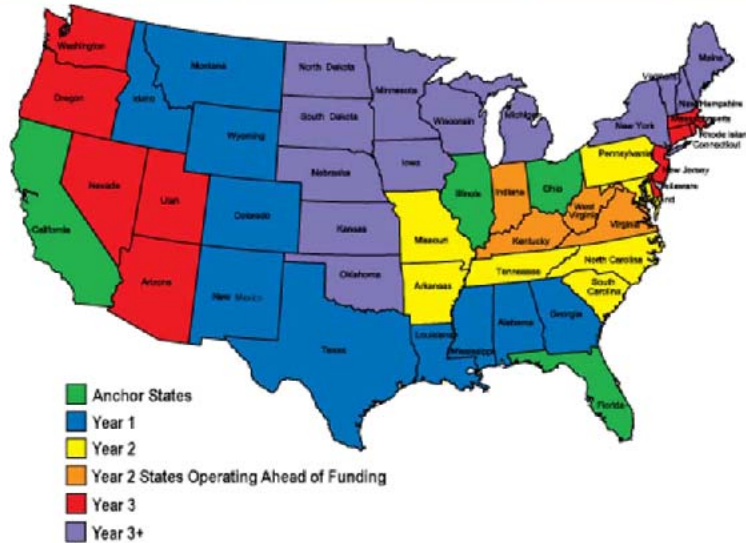 Washington
Montana
North Dakota
Minnesota
Maine
Vermont
New Hampshire
Oregon
Idaho
Wyoming
South Dakota
Wisconsin
Michigan
New York
Massachusetts
Rhode Island
Connecticut
Nebraska
Iowa
Pennsylvania
New Jersey
Delaware
Nevada
Utah
Colorado
Illinois
Indiana
Ohio
West
Virginia
Virginia
California
Kansas
Missouri
Kentucky
Arizona
New Mexico
Oklahoma
Arkansas
Tennessee
North Carolina
South
Carolina
Texas
Louisiana
Mississippi
Alabama
Georgia
Florida
Anchor States
Year 1
Year 2
Year 2 States Operating Ahead of Funding
Year 3
Year 3+